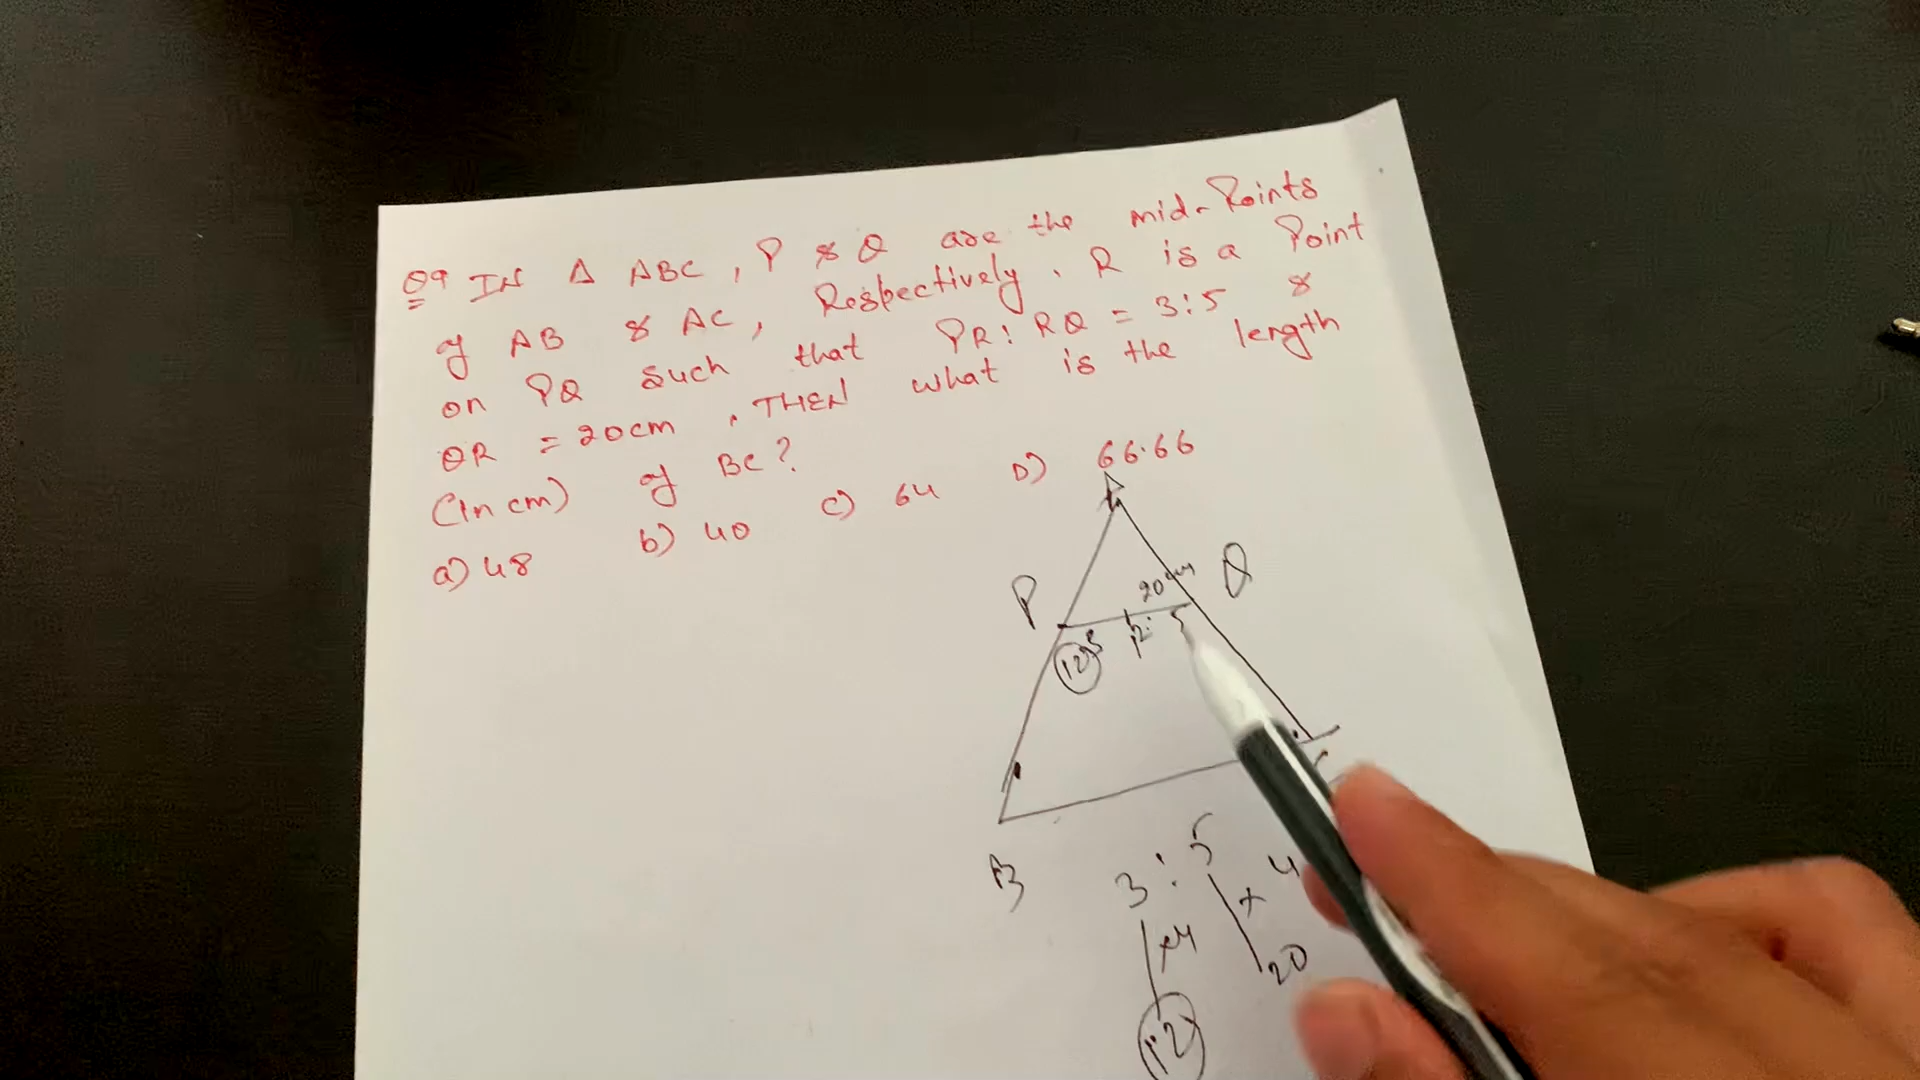 Q9 IN Δ ABC, P & Q are the mid-Points
of AB & AC, Respectively. R is a Point
on PQ such that PR:RQ = 3:5 &
QR = 20cm, THEN what is the length
(In cm) of BC?
a) 48 b) 40 c) 64 D) 66.66
P
20cm
Q
12
3
R
:
5
B
3 : 5
×4
× 4
20
12